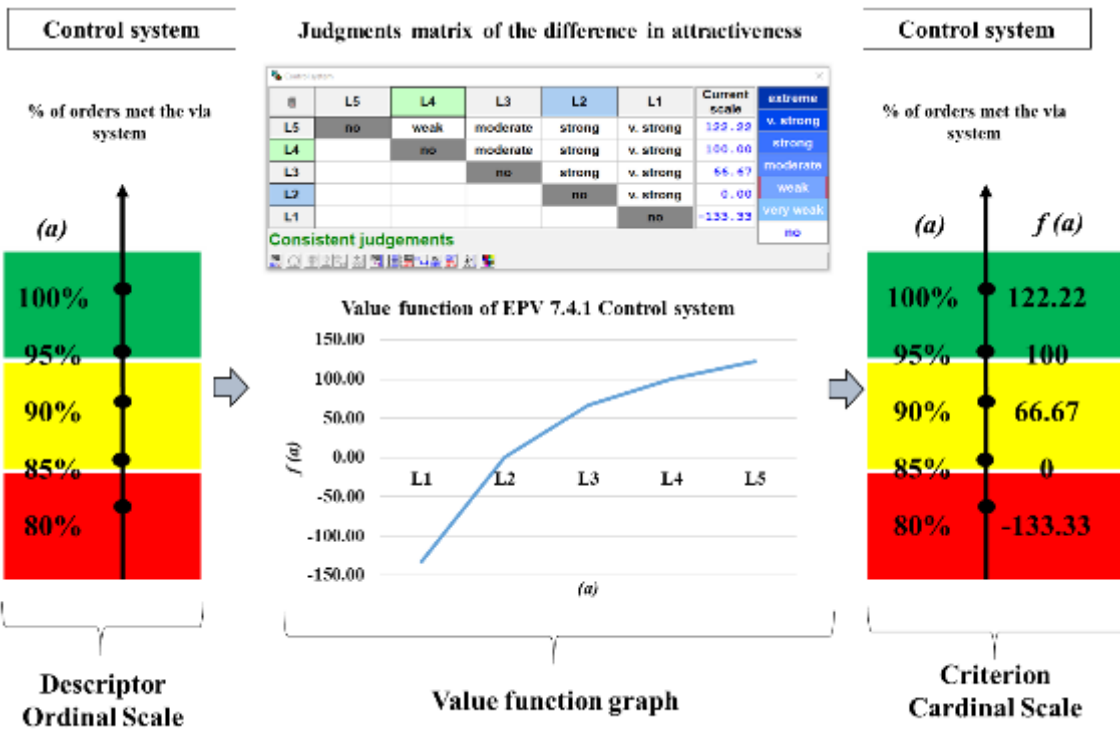 Control system
Judgments matrix of the difference in attractiveness
Control system
% of orders met the via
system
Control system
L5 L4 L3 L2 L1 Current
scale
L5 no weak moderate strong v. strong 122.22
L4 no moderate strong v. strong 100.00
L3 no strong v. strong 66.67
L2 no v. strong 0.00
L1 no -133.33
extreme
v. strong
strong
moderate
weak
very weak
no
Consistent judgements
% of orders met the via
system
(a)
100%
95%
90%
85%
80%
Value function of EPV 7.4.1 Control system
150.00
100.00
50.00
0.00
-50.00
-100.00
-150.00
f (a)
L1 L2 L3 L4 L5
(a)
(a) f (a)
100% 122.22
95% 100
90% 66.67
85% 0
80% -133.33
Descriptor
Ordinal Scale
Value function graph
Criterion
Cardinal Scale